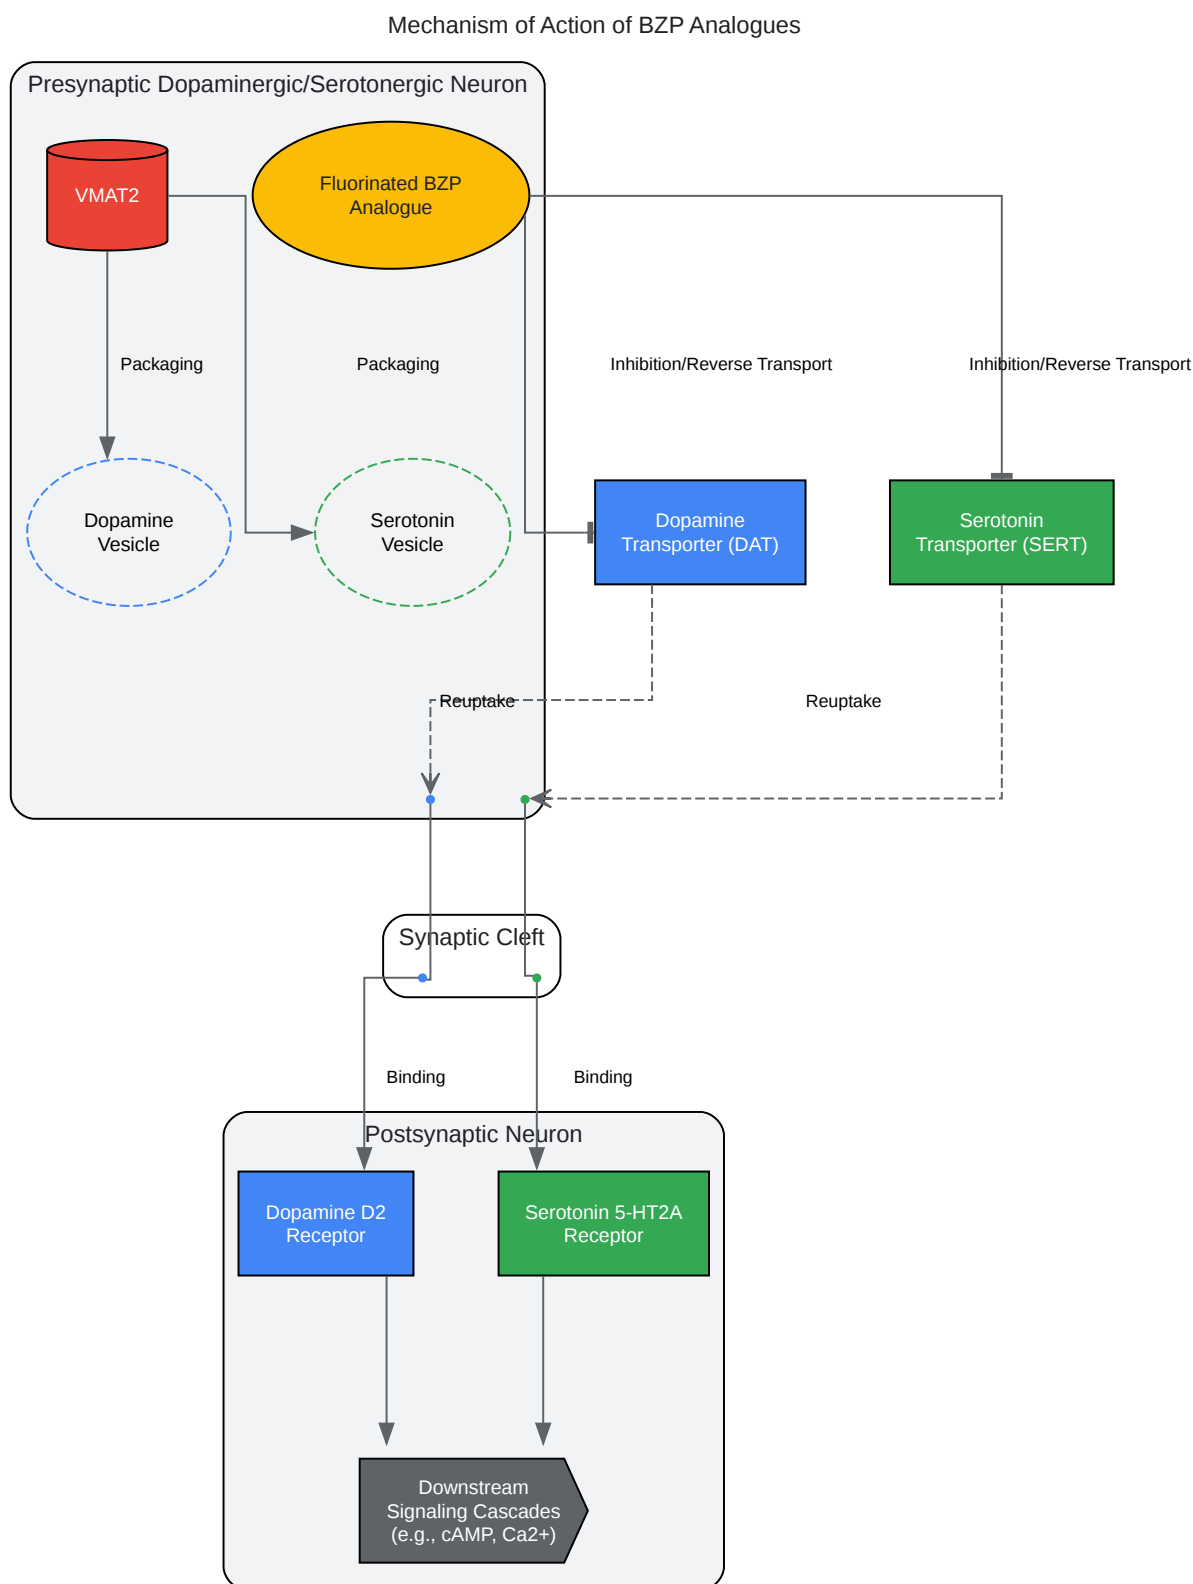 Mechanism of Action of BZP Analogues
Presynaptic Dopaminergic/Serotonergic Neuron
VMAT2
Fluorinated BZP
Analogue
Packaging
Packaging
Inhibition/Reverse Transport
Inhibition/Reverse Transport
Dopamine
Vesicle
Serotonin
Vesicle
Dopamine
Transporter (DAT)
Serotonin
Transporter (SERT)
Reuptake
Reuptake
Synaptic Cleft
Binding
Binding
Postsynaptic Neuron
Dopamine D2
Receptor
Serotonin 5-HT2A
Receptor
Downstream
Signaling Cascades
(e.g., cAMP, Ca2+)